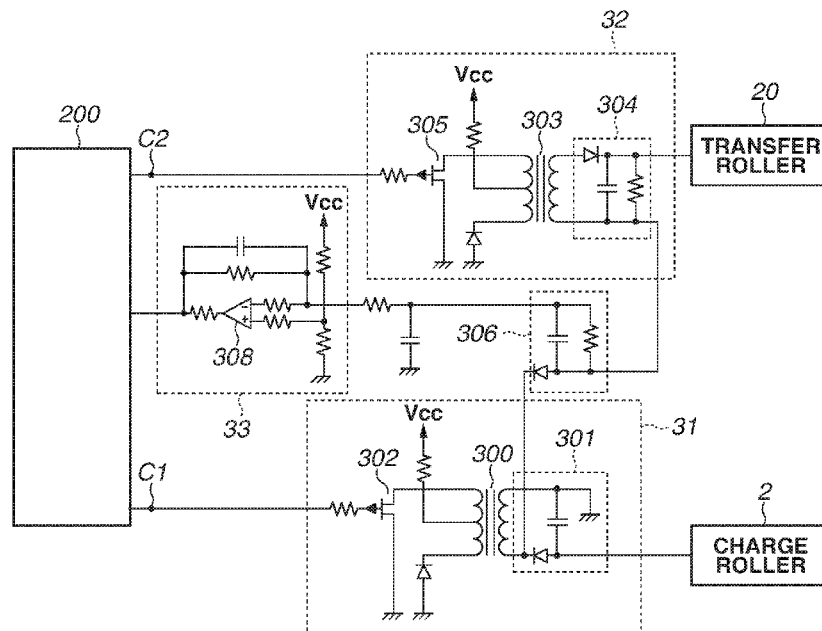 32
Vcc
200
C2
305
303
304
20
TRANSFER
ROLLER
Vcc
-
+
308
306
33
Vcc
31
302
300
301
C1
2
CHARGE
ROLLER